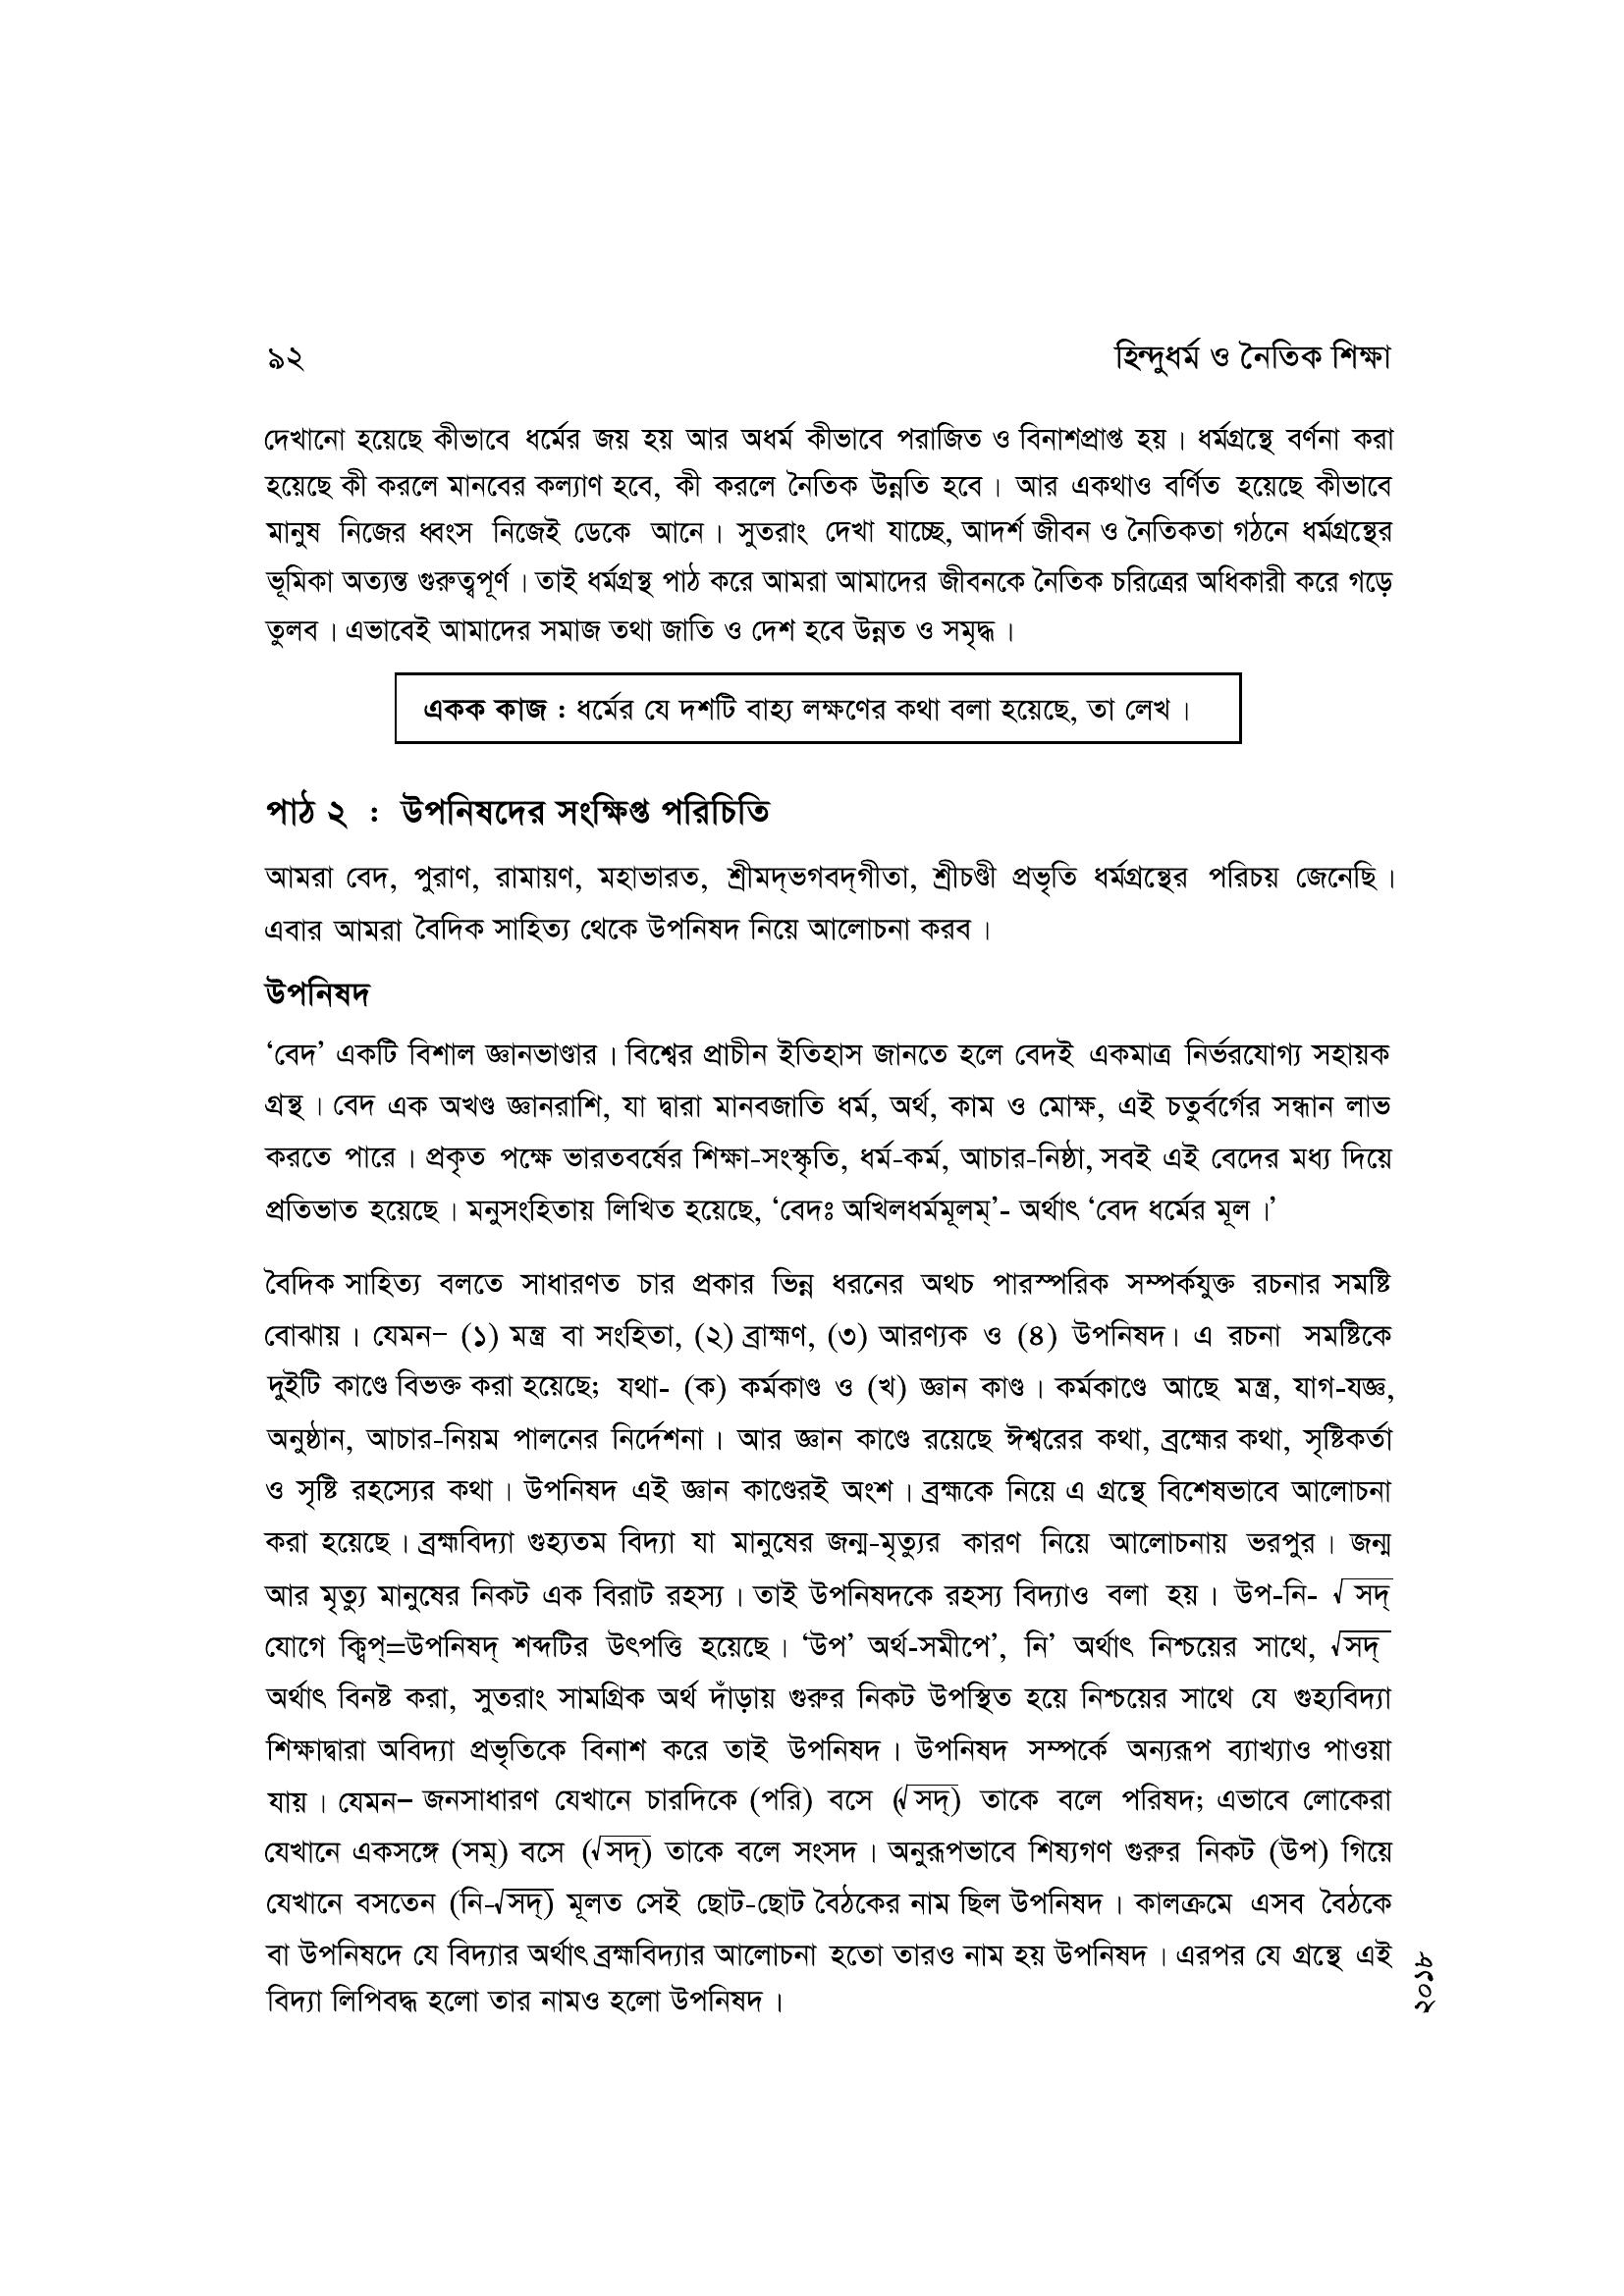 ৯২
হিন্দুধর্ম ও নৈতিক শিক্ষা
দেখানো হয়েছে কীভাবে ধর্মের জয় হয় আর অধর্ম কীভাবে পরাজিত ও বিনাশপ্রাপ্ত হয়। ধর্মগ্রন্থে বর্ণনা করা
হয়েছে কী করলে মানবের কল্যাণ হবে, কী করলে নৈতিক উন্নতি হবে। আর একথাও বর্ণিত হয়েছে কীভাবে
মানুষ নিজের ধ্বংস নিজেই ডেকে আনে। সুতরাং দেখা যাচ্ছে, আদর্শ জীবন ও নৈতিকতা গঠনে ধর্মগ্রন্থের
ভূমিকা অত্যন্ত গুরুত্বপূর্ণ। তাই ধর্মগ্রন্থ পাঠ করে আমরা আমাদের জীবনকে নৈতিক চরিত্রের অধিকারী করে গড়ে
তুলব। এভাবেই আমাদের সমাজ তথা জাতি ও দেশ হবে উন্নত ও সমৃদ্ধ।
একক কাজ : ধর্মের যে দশটি বাহ্য লক্ষণের কথা বলা হয়েছে, তা লেখ।
পাঠ ২ : উপনিষদের সংক্ষিপ্ত পরিচিতি
আমরা বেদ, পুরাণ, রামায়ণ, মহাভারত, শ্রীমদ্‌ভগবদ্‌গীতা, শ্রীচণ্ডী প্রভৃতি ধর্মগ্রন্থের পরিচয় জেনেছি।
এবার আমরা বৈদিক সাহিত্য থেকে উপনিষদ নিয়ে আলোচনা করব।
উপনিষদ
‘বেদ’ একটি বিশাল জ্ঞানভাণ্ডার। বিশ্বের প্রাচীন ইতিহাস জানতে হলে বেদই একমাত্র নির্ভরযোগ্য সহায়ক
গ্রন্থ। বেদ এক অখণ্ড জ্ঞানরাশি, যা দ্বারা মানবজাতি ধর্ম, অর্থ, কাম ও মোক্ষ, এই চতুর্বর্গের সন্ধান লাভ
করতে পারে। প্রকৃত পক্ষে ভারতবর্ষের শিক্ষা-সংস্কৃতি, ধর্ম-কর্ম, আচার-নিষ্ঠা, সবই এই বেদের মধ্য দিয়ে
প্রতিভাত হয়েছে। মনুসংহিতায় লিখিত হয়েছে, ‘বেদঃ অখিলধর্মমূলম্’- অর্থাৎ ‘বেদ ধর্মের মূল।’
বৈদিক সাহিত্য বলতে সাধারণত চার প্রকার ভিন্ন ধরনের অথচ পারস্পরিক সম্পর্কযুক্ত রচনার সমষ্টি
বোঝায়। যেমন– (১) মন্ত্র বা সংহিতা, (২) ব্রাহ্মণ, (৩) আরণ্যক ও (৪) উপনিষদ। এ রচনা সমষ্টিকে
দুইটি কাণ্ডে বিভক্ত করা হয়েছে; যথা- (ক) কর্মকাণ্ড ও (খ) জ্ঞান কাণ্ড। কর্মকাণ্ডে আছে মন্ত্র, যাগ-যজ্ঞ,
অনুষ্ঠান, আচার-নিয়ম পালনের নির্দেশনা। আর জ্ঞান কাণ্ডে রয়েছে ঈশ্বরের কথা, ব্রহ্মের কথা, সৃষ্টিকর্তা
ও সৃষ্টি রহস্যের কথা। উপনিষদ এই জ্ঞান কাণ্ডেরই অংশ। ব্রহ্মকে নিয়ে এ গ্রন্থে বিশেষভাবে আলোচনা
করা হয়েছে। ব্রহ্মবিদ্যা গুহ্যতম বিদ্যা যা মানুষের জন্ম-মৃত্যুর কারণ নিয়ে আলোচনায় ভরপুর। জন্ম
আর মৃত্যু মানুষের নিকট এক বিরাট রহস্য। তাই উপনিষদকে রহস্য বিদ্যাও বলা হয়। উপ-নি- √ সদ্
যোগে ক্বিপ্=উপনিষদ্ শব্দটির উৎপত্তি হয়েছে। ‘উপ’ অর্থ-সমীপে’, নি’ অর্থাৎ নিশ্চয়ের সাথে, √সদ্
অর্থাৎ বিনষ্ট করা, সুতরাং সামগ্রিক অর্থ দাঁড়ায় গুরুর নিকট উপস্থিত হয়ে নিশ্চয়ের সাথে যে গুহ্যবিদ্যা
শিক্ষাদ্বারা অবিদ্যা প্রভৃতিকে বিনাশ করে তাই উপনিষদ। উপনিষদ সম্পর্কে অন্যরূপ ব্যাখ্যাও পাওয়া
যায়। যেমন– জনসাধারণ যেখানে চারদিকে (পরি) বসে (√সদ্) তাকে বলে পরিষদ; এভাবে লোকেরা
যেখানে একসঙ্গে (সম্) বসে (√সদ্) তাকে বলে সংসদ। অনুরূপভাবে শিষ্যগণ গুরুর নিকট (উপ) গিয়ে
যেখানে বসতেন (নি-√সদ্) মূলত সেই ছোট-ছোট বৈঠকের নাম ছিল উপনিষদ। কালক্রমে এসব বৈঠকে
বা উপনিষদে যে বিদ্যার অর্থাৎ ব্রহ্মবিদ্যার আলোচনা হতো তারও নাম হয় উপনিষদ। এরপর যে গ্রন্থে এই
বিদ্যা লিপিবদ্ধ হলো তার নামও হলো উপনিষদ।
২০১৮